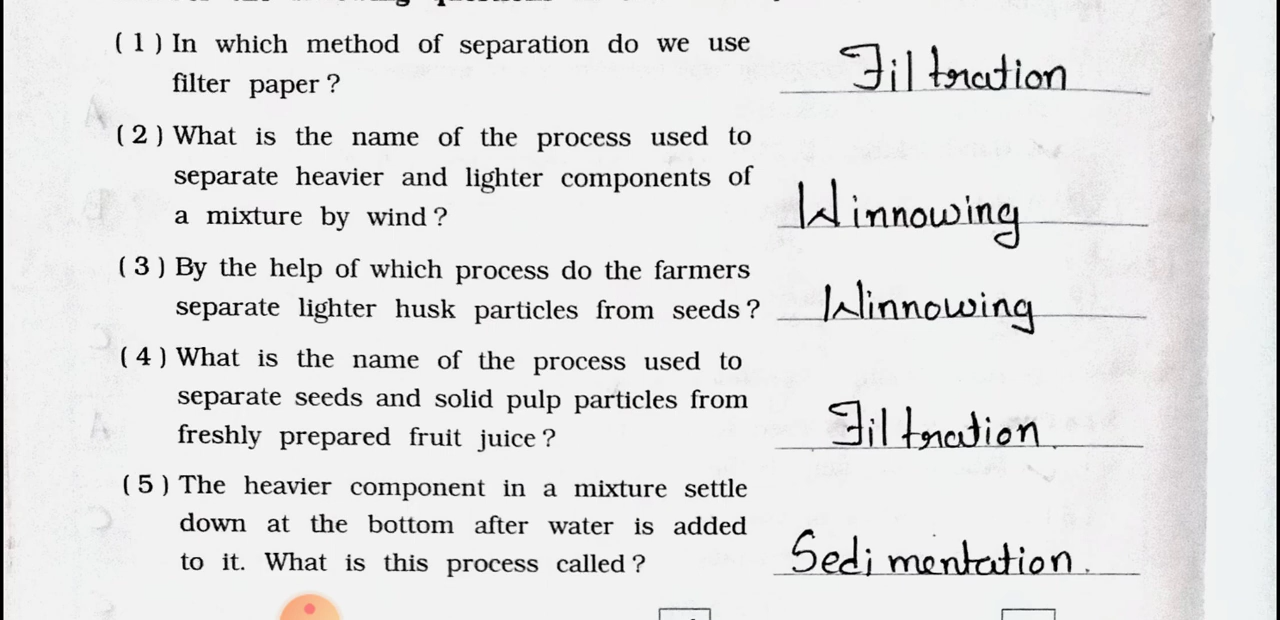 ( 1 ) In which method of separation do we use
filter paper ? Filtration
( 2 ) What is the name of the process used to
separate heavier and lighter components of
a mixture by wind ? Winnowing
( 3 ) By the help of which process do the farmers
separate lighter husk particles from seeds ? Winnowing
( 4 ) What is the name of the process used to
separate seeds and solid pulp particles from
freshly prepared fruit juice ? Filtration
( 5 ) The heavier component in a mixture settle
down at the bottom after water is added
to it. What is this process called ? Sedimentation.